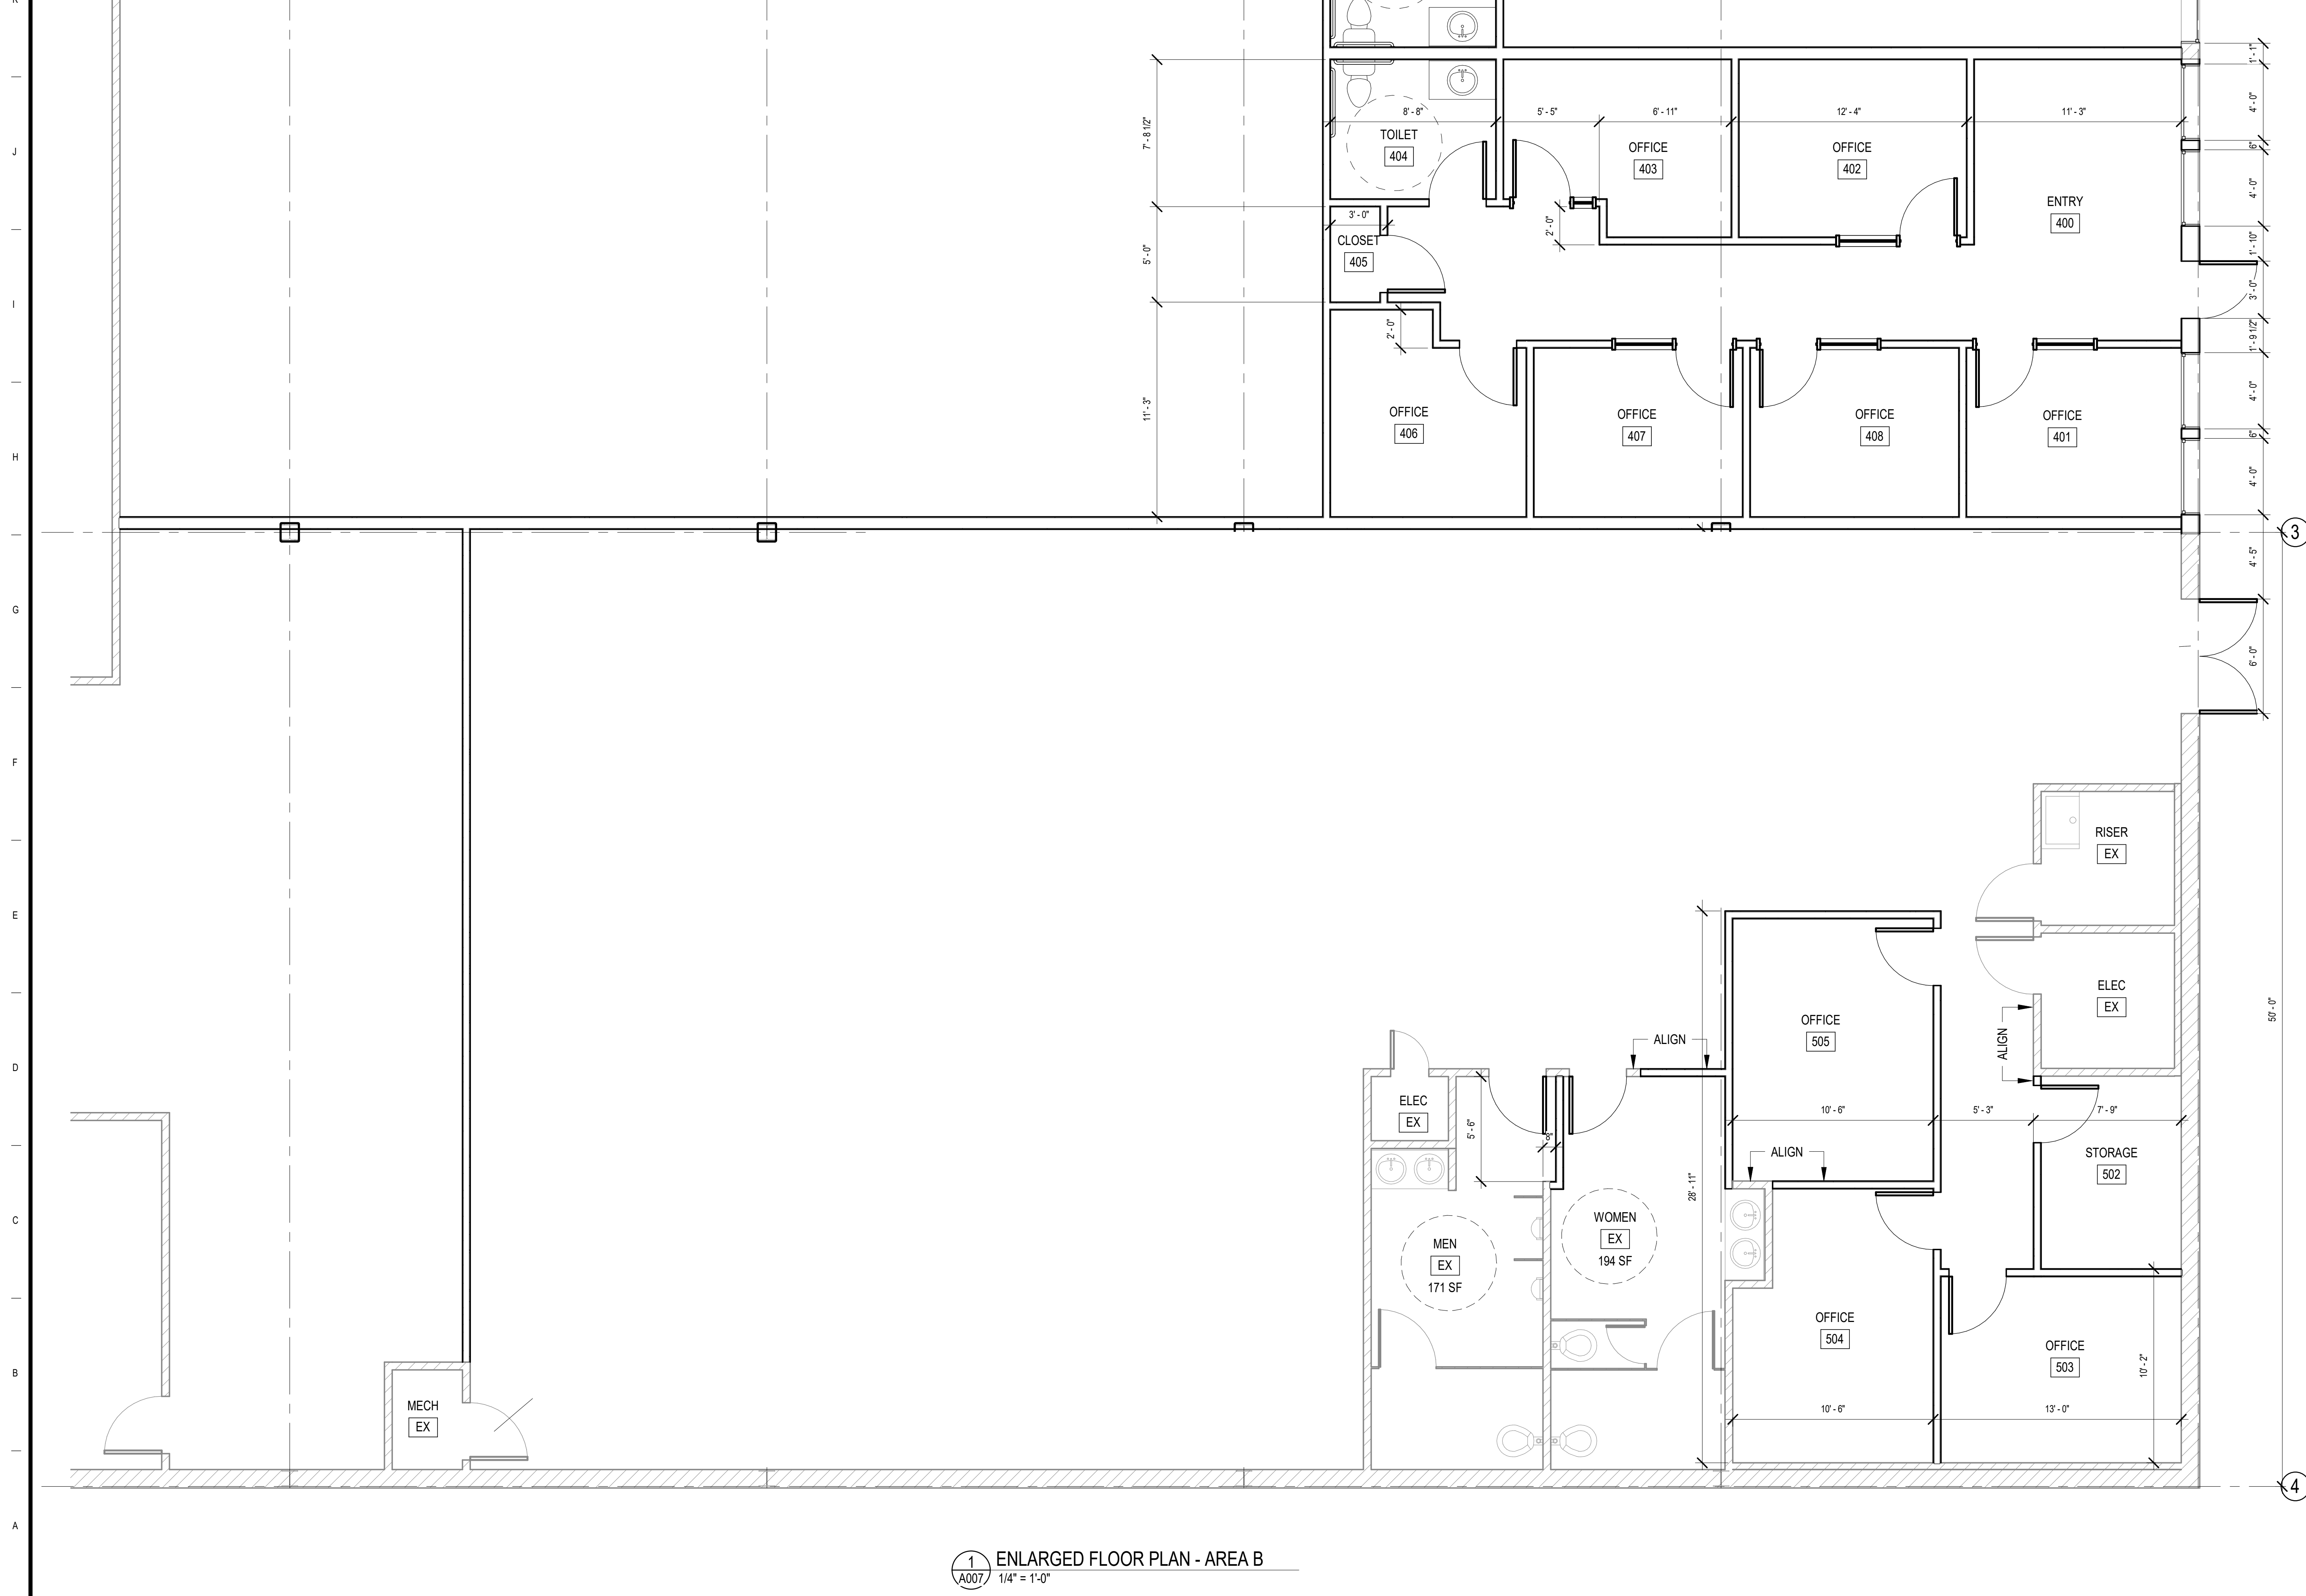 K
1' - 1"
4' - 0"
8' - 8"
5' - 5"
6' - 11"
12' - 4"
11' - 3"
7' - 8 1/2"
TOILET
404
OFFICE
403
OFFICE
402
6"
J
4' - 0"
ENTRY
400
3' - 0"
2' - 0"
CLOSET
405
5' - 0"
1' - 10"
I
3' - 0"
2' - 0"
1' - 9 1/2"
4' - 0"
11' - 3"
OFFICE
406
OFFICE
407
OFFICE
408
OFFICE
401
6"
H
4' - 0"
3
4' - 5"
G
6' - 0"
F
RISER
EX
E
ELEC
EX
50' - 0"
OFFICE
505
ALIGN
ALIGN
D
ELEC
EX
10' - 6"
5' - 3"
7' - 9"
5' - 6"
8"
ALIGN
STORAGE
502
28' - 11"
C
WOMEN
EX
194 SF
MEN
EX
171 SF
OFFICE
504
OFFICE
503
10' - 2"
B
MECH
EX
10' - 6"
13' - 0"
4
A
1
A007
ENLARGED FLOOR PLAN - AREA B
1/4" = 1'-0"